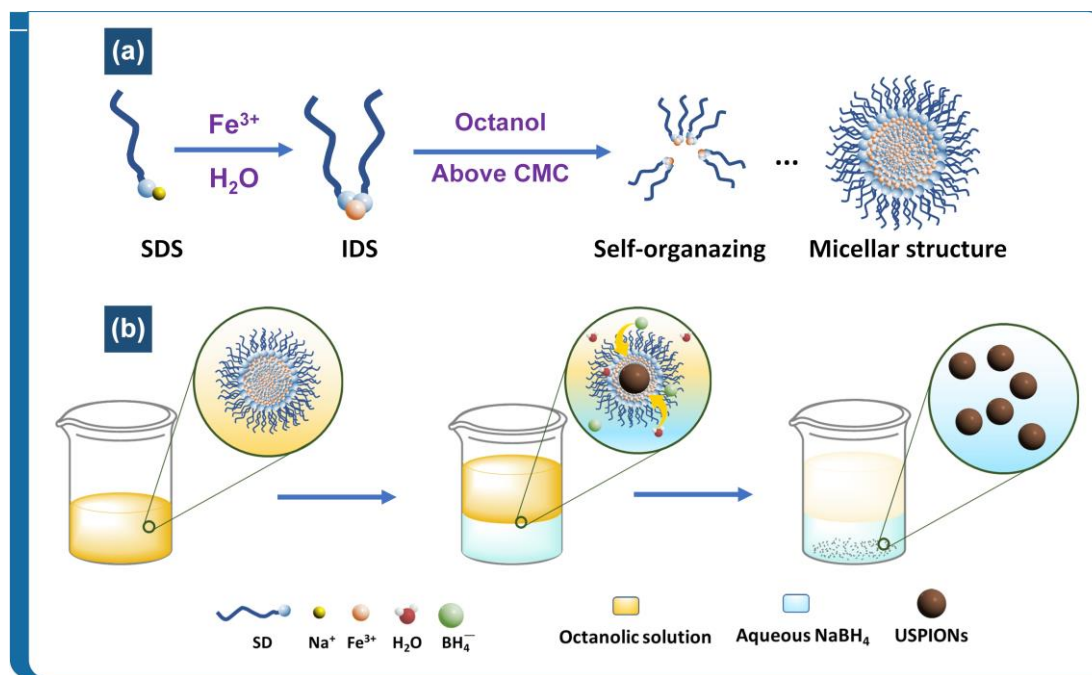 (a)
Fe³⁺
H₂O
Octanol
Above CMC
...
SDS
IDS
Self-organazing
Micellar structure
(b)
SD
Na⁺
Fe³⁺
H₂O
BH₄⁻
Octanolic solution
Aqueous NaBH₄
USPIONs